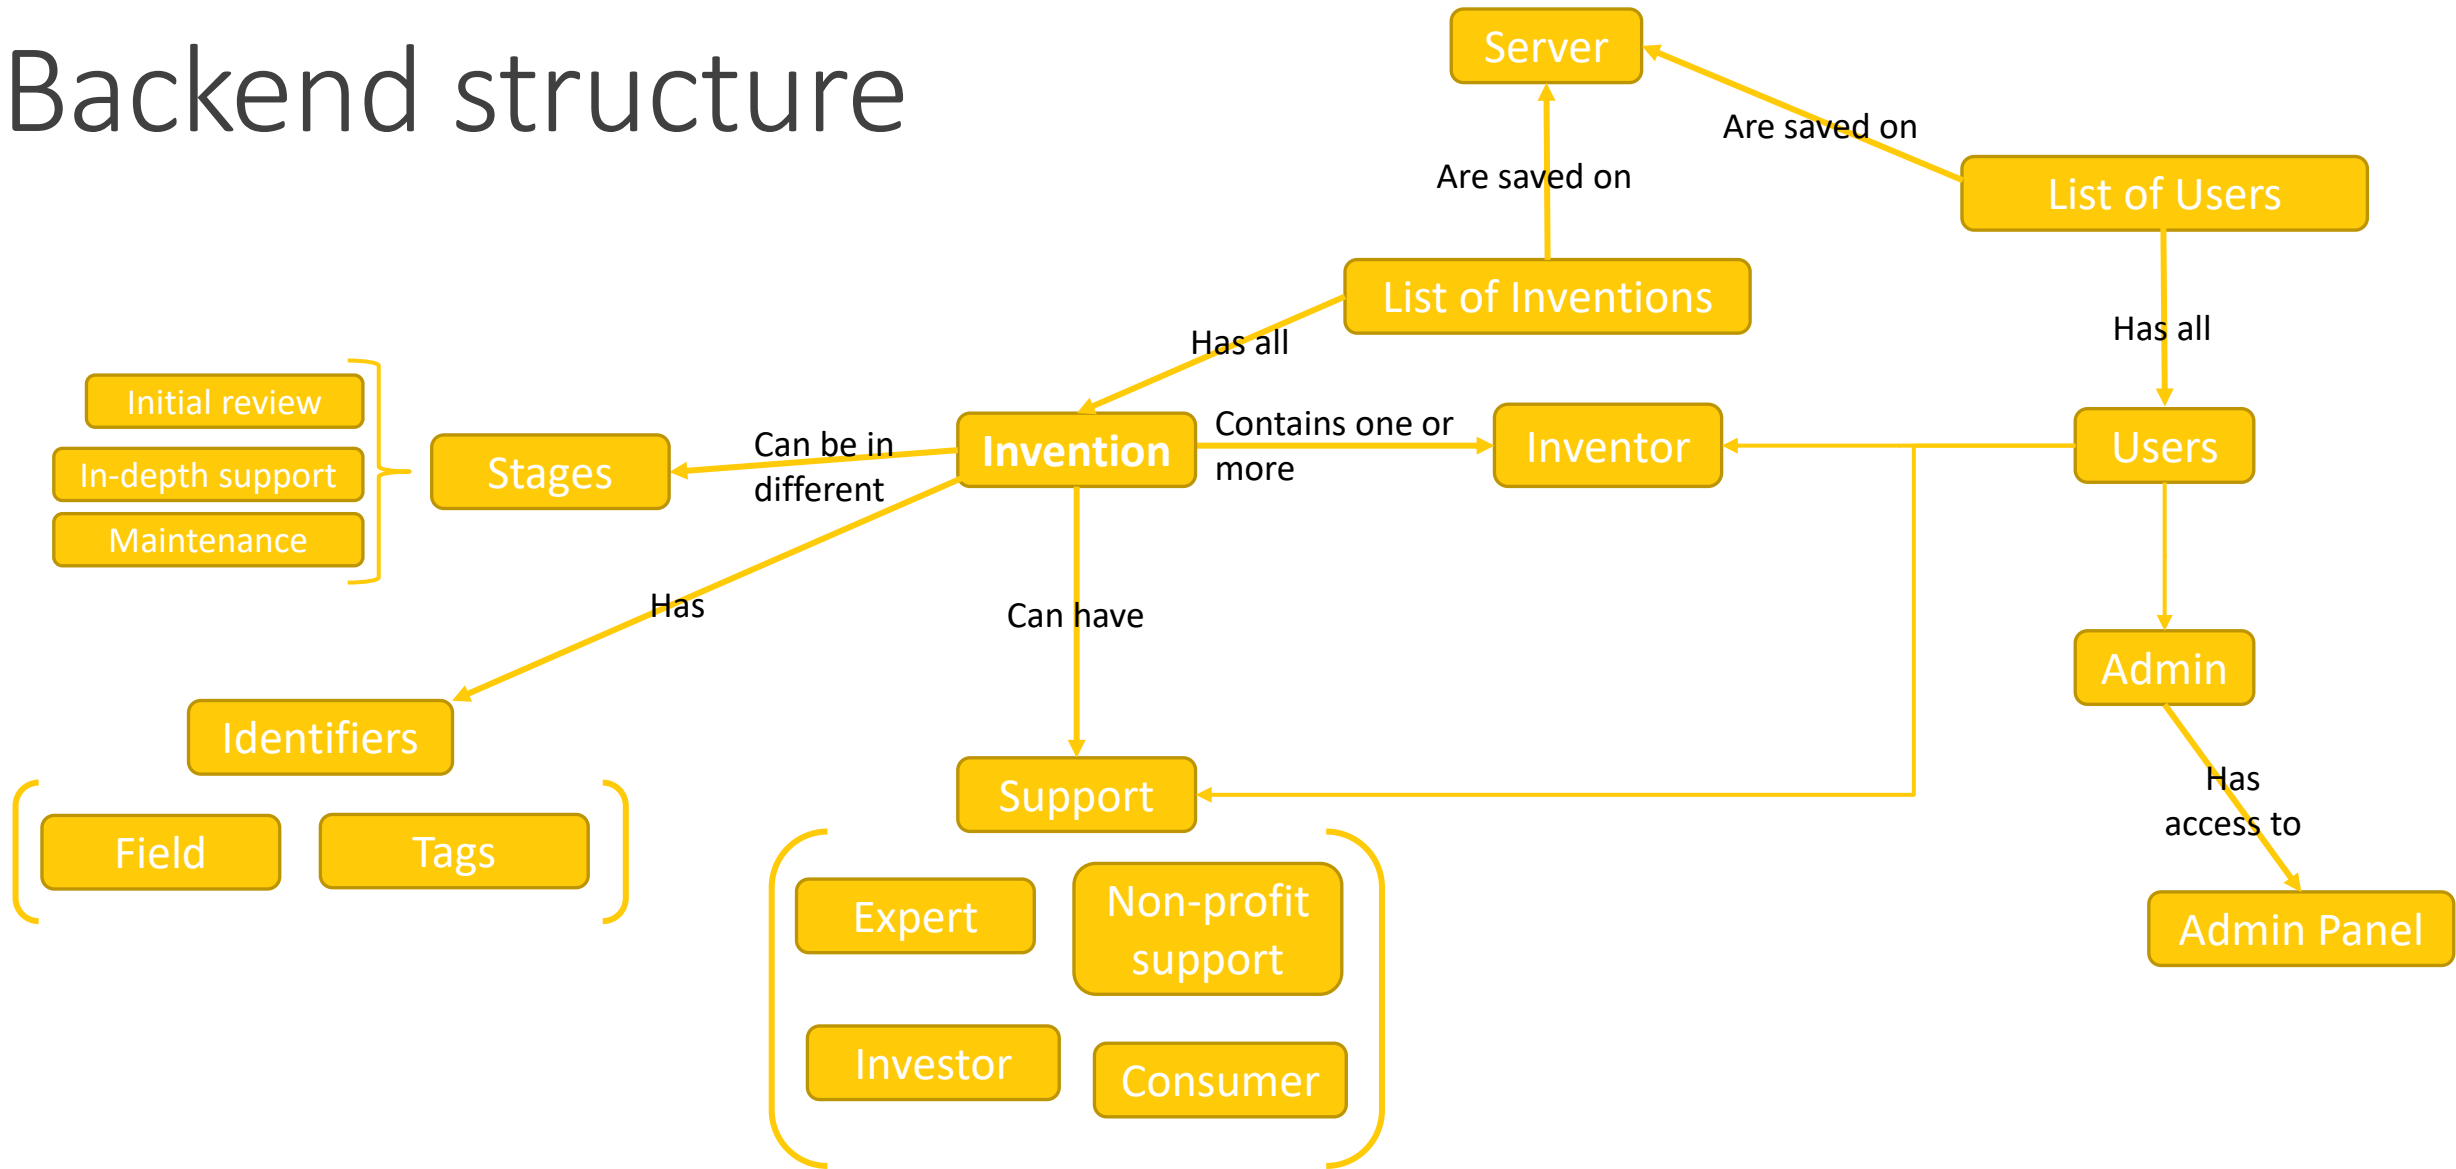 Backend structure
Server
Are saved on
Are saved on
List of Users
List of Inventions
Has all
Has all
Initial review
In-depth support
Maintenance
Stages
Can be in
different
Invention
Contains one or
more
Inventor
Users
Has
Can have
Admin
Identifiers
Field
Tags
Support
Has
access to
Expert
Non-profit
support
Admin Panel
Investor
Consumer